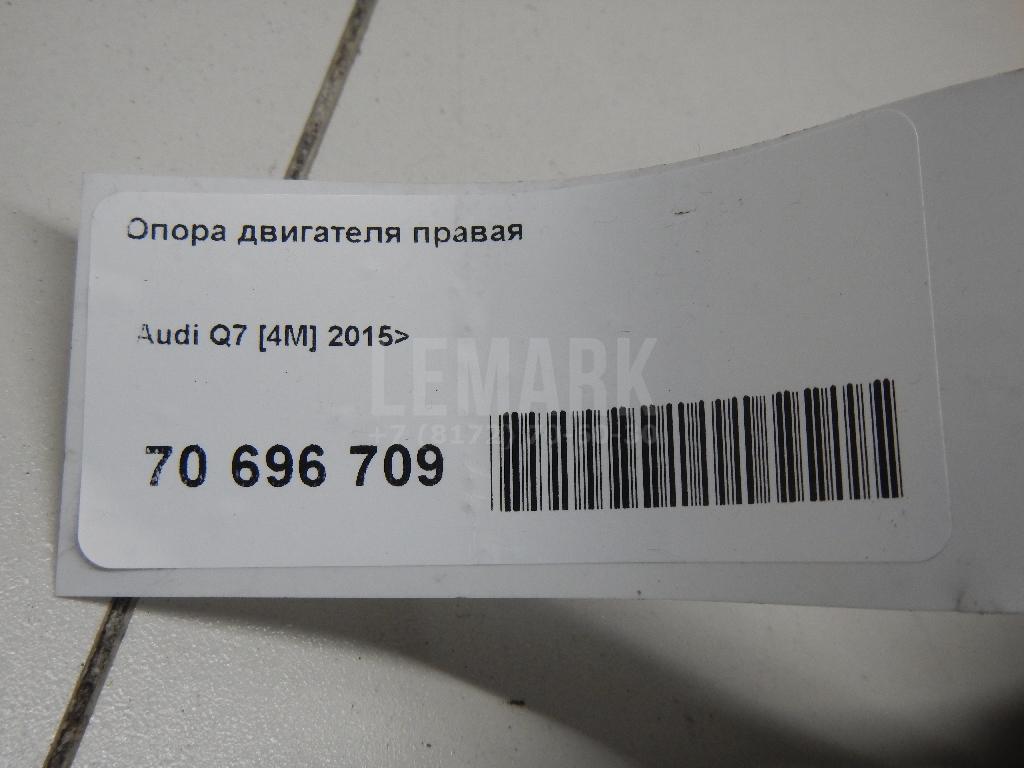 Опора двигателя правая
Audi Q7 [4M] 2015>
LEMARK
70 696 709